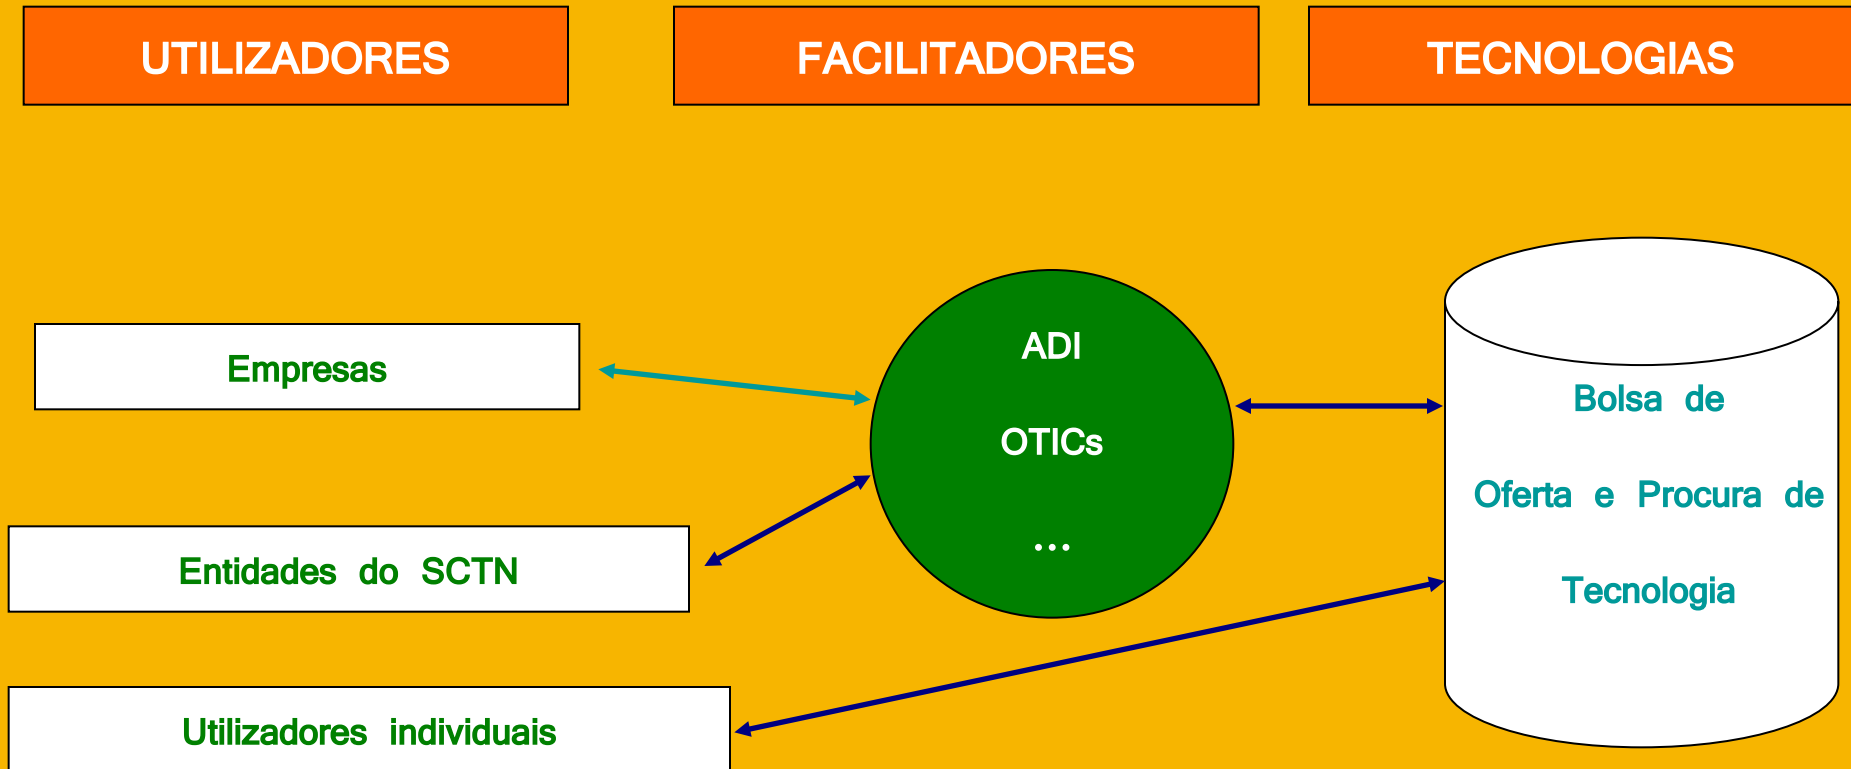 UTILIZADORES
FACILITADORES
TECNOLOGIAS
Empresas
Entidades do SCTN
Utilizadores individuais
ADI
OTICs
...
Bolsa de
Oferta e Procura de
Tecnologia